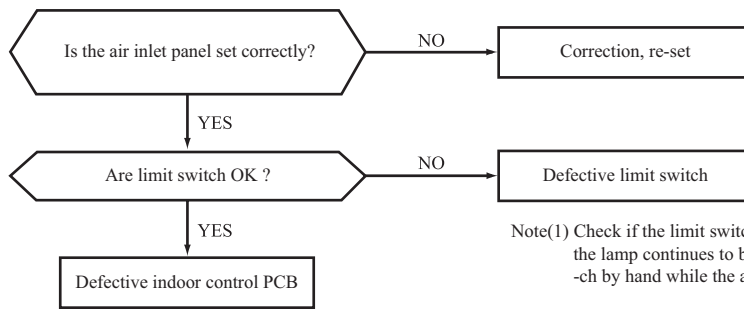 Is the air inlet panel set correctly?
NO
Correction, re-set
YES
Are limit switch OK ?
NO
Defective limit switch
YES
Note(1) Check if the limit
the lamp continues to
-ch by hand while the
Defective indoor control PCB